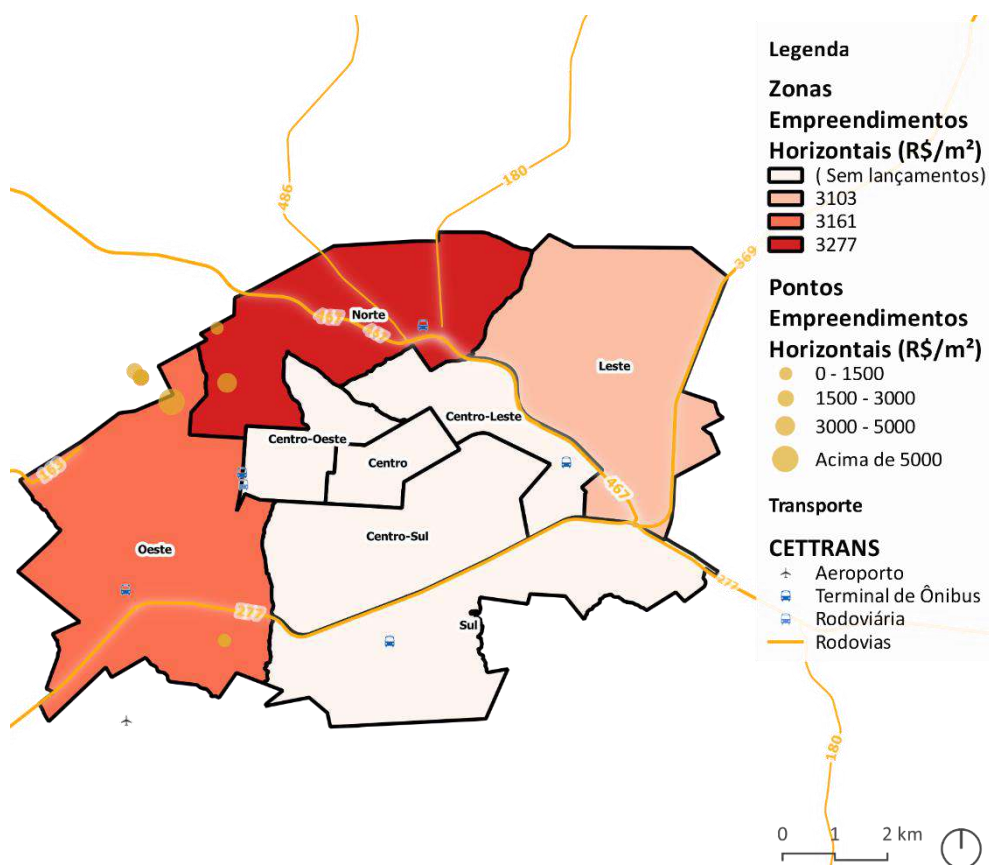 Legenda
Zonas
Empreendimentos
Horizontais (R$/m²)
( Sem lançamentos)
3103
3161
3277
Pontos
Empreendimentos
Horizontais (R$/m²)
0 - 1500
1500 - 3000
3000 - 5000
Acima de 5000
Transporte
CETTRANS
Aeroporto
Terminal de Ônibus
Rodoviária
Rodovias
486
180
369
467
Norte
467
Leste
Centro-Leste
Centro-Oeste
Centro
163
467
Centro-Sul
Oeste
277
277
Sul
180
0 1 2 km